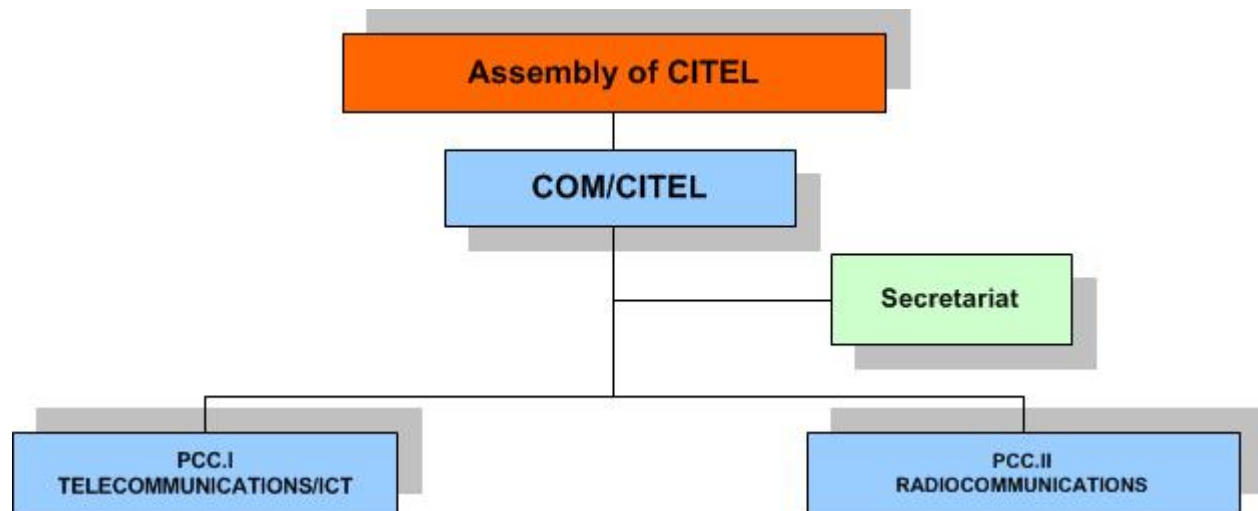 Assembly of CITEL
COM/CITEL
Secretariat
PCC.I
TELECOMMUNICATIONS/ICT
PCC.II
RADIOCOMMUNICATIONS